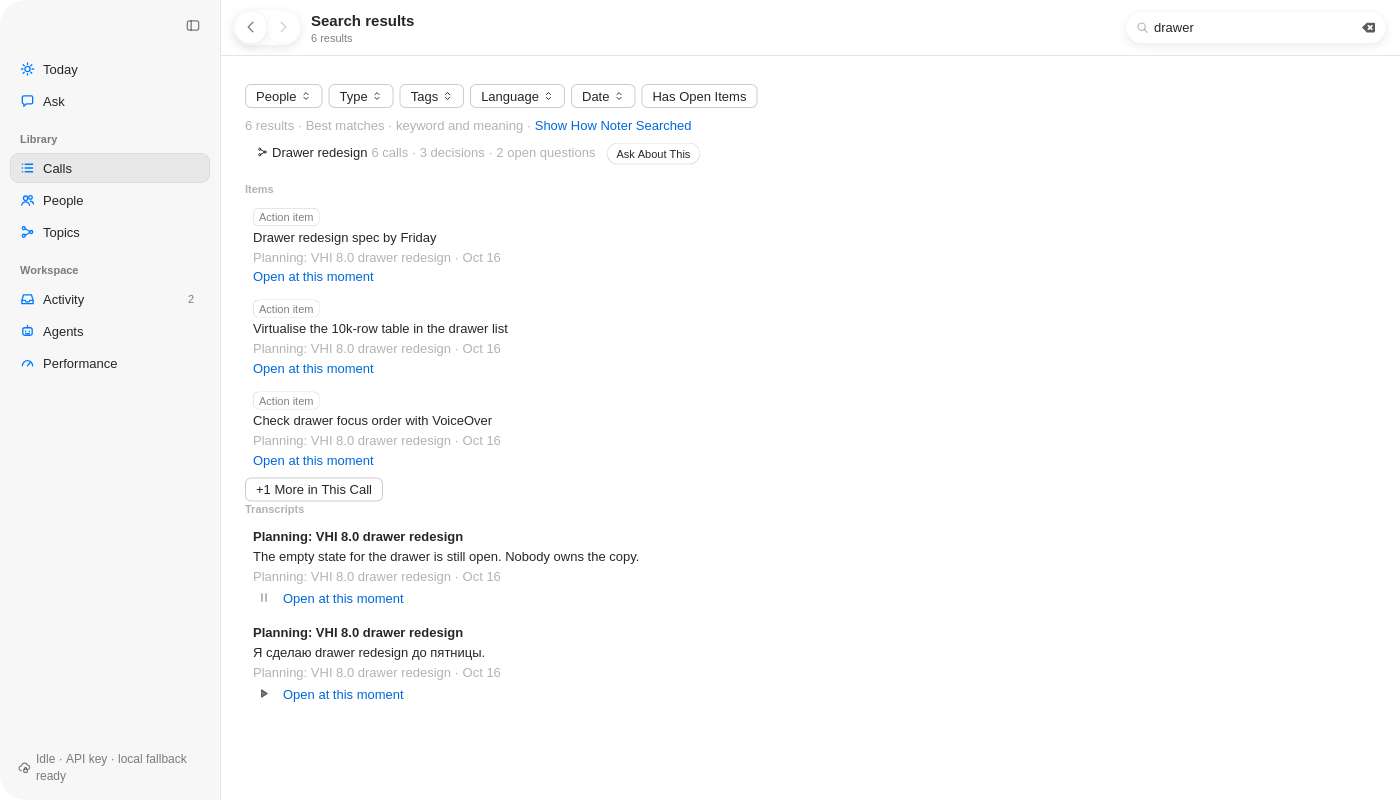 Search results
6 results
drawer
Today
Ask
Library
Calls
People
Topics
Workspace
Activity 2
Agents
Performance
Idle · API key · local fallback
ready
People Type Tags Language Date Has Open Items
6 results · Best matches · keyword and meaning · Show How Noter Searched
Drawer redesign 6 calls · 3 decisions · 2 open questions Ask About This
Items
Action item
Drawer redesign spec by Friday
Planning: VHI 8.0 drawer redesign · Oct 16
Open at this moment
Action item
Virtualise the 10k-row table in the drawer list
Planning: VHI 8.0 drawer redesign · Oct 16
Open at this moment
Action item
Check drawer focus order with VoiceOver
Planning: VHI 8.0 drawer redesign · Oct 16
Open at this moment
+1 More in This Call
Transcripts
Planning: VHI 8.0 drawer redesign
The empty state for the drawer is still open. Nobody owns the copy.
Planning: VHI 8.0 drawer redesign · Oct 16
Open at this moment
Planning: VHI 8.0 drawer redesign
Я сделаю drawer redesign до пятницы.
Planning: VHI 8.0 drawer redesign · Oct 16
Open at this moment